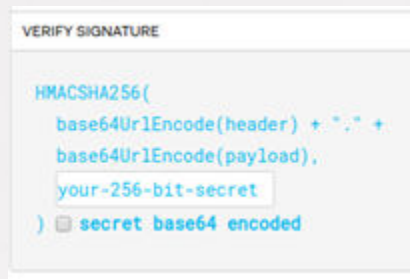 VERIFY SIGNATURE
HMACSHA256(
base64UrlEncode(header) + "." +
base64UrlEncode(payload),
your-256-bit-secret
) secret base64 encoded